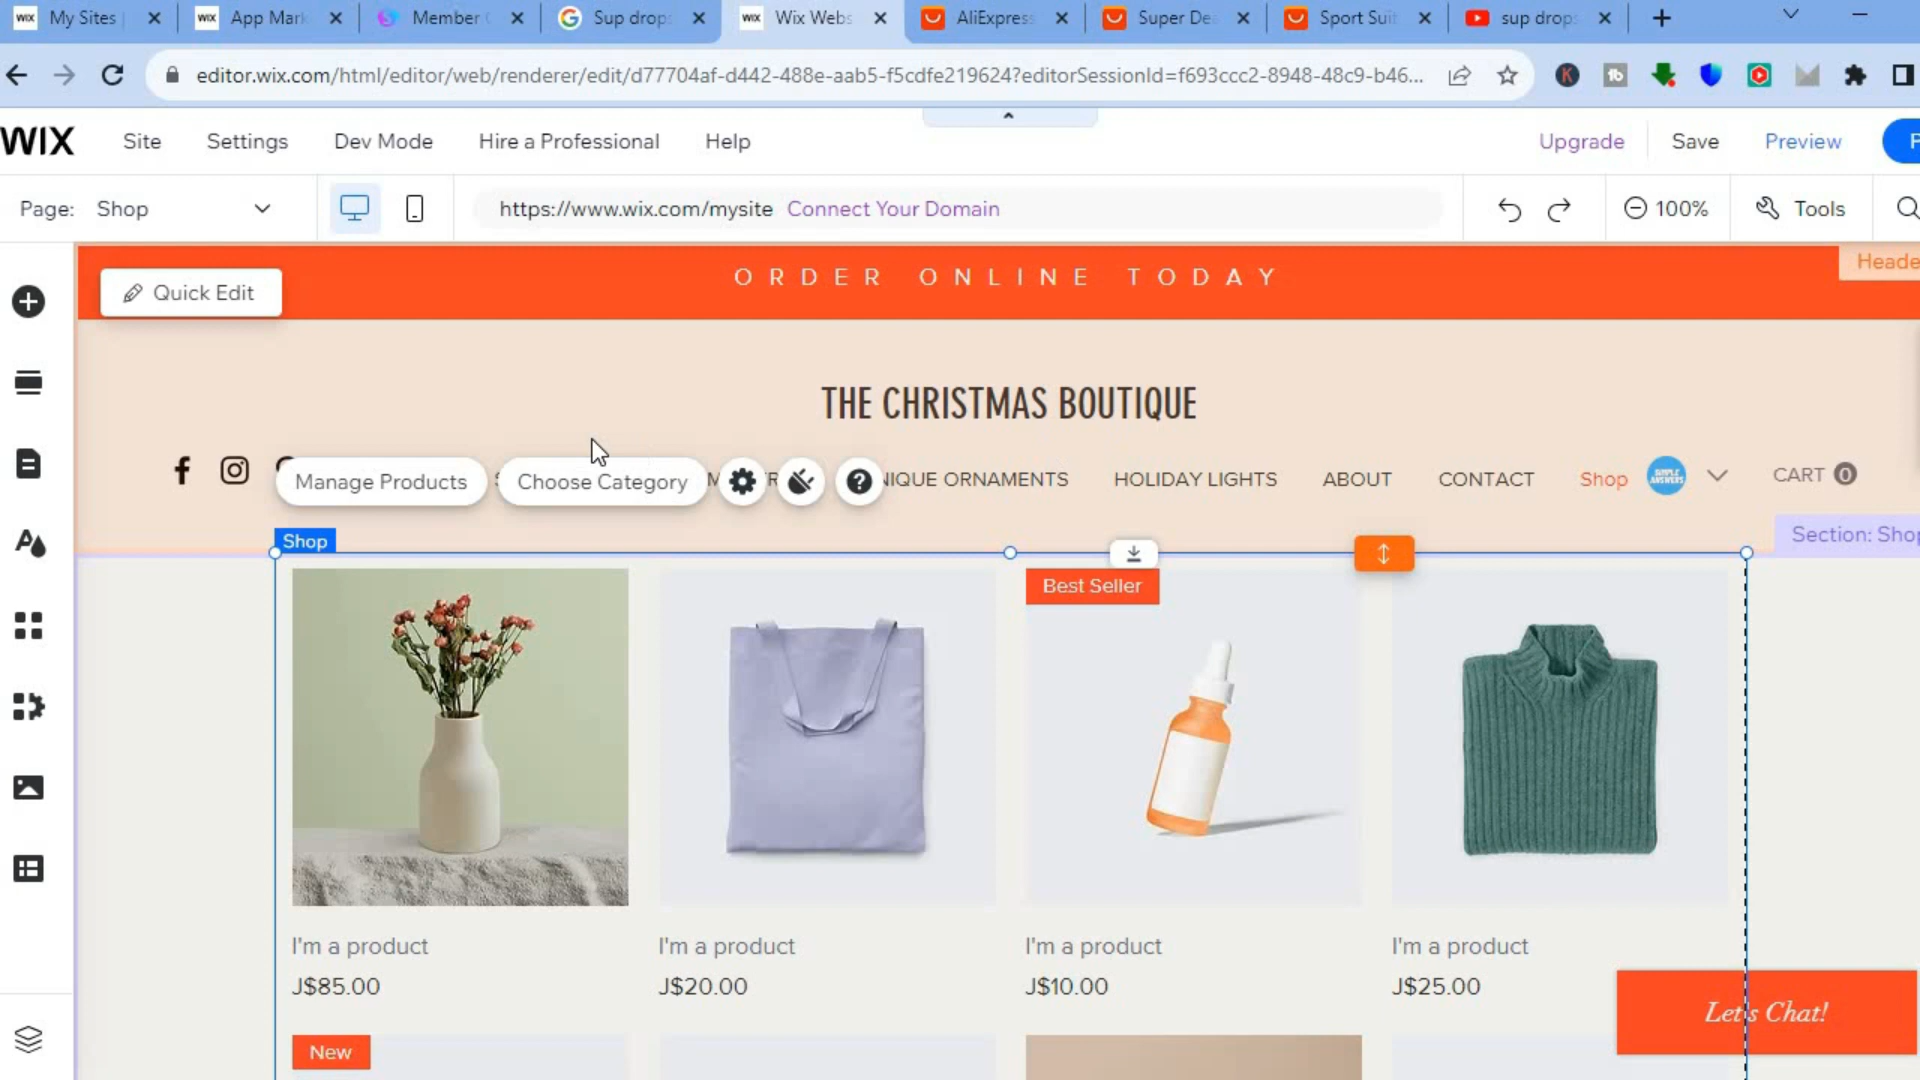 My Sites
App Mar
Member
Sup drop
Wix Webs
AliExpress
Super De
Sport Suit
sup drop
editor.wix.com/html/editor/web/renderer/edit/d77704af-d442-488e-aab5-f5cdfe219624?editorSessionId=f693ccc2-8948-48c9-b46...
WIX
Site
Settings
Dev Mode
Hire a Professional
Help
Upgrade
Save
Preview
Page: Shop
https://www.wix.com/mysite Connect Your Domain
100%
Tools
Quick Edit
ORDER ONLINE TODAY
Heade
THE CHRISTMAS BOUTIQUE
Manage Products
Choose Category
NIQUE ORNAMENTS
HOLIDAY LIGHTS
ABOUT
CONTACT
Shop
SIMPLE ANSWERS
CART 0
Shop
Section: Shop
Best Seller
I'm a product
I'm a product
I'm a product
I'm a product
J$85.00
J$20.00
J$10.00
J$25.00
Let's Chat!
New